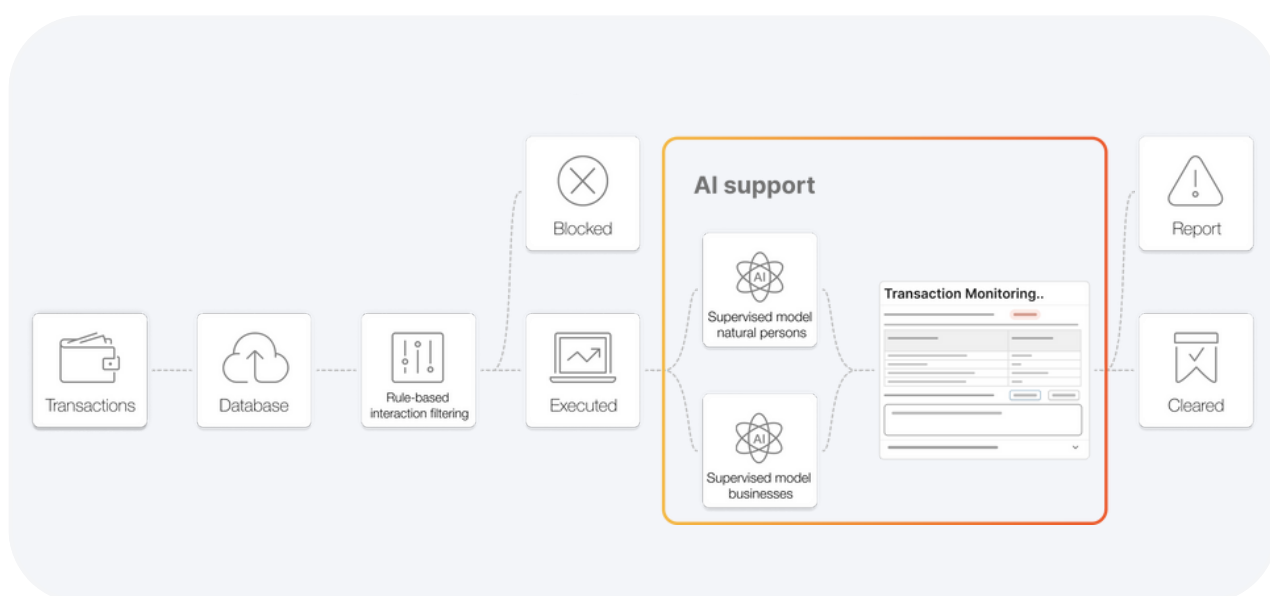 Blocked
AI support
Report
AI
Supervised model
natural persons
Transaction Monitoring..
Transactions
Database
Rule-based
interaction filtering
Executed
Cleared
AI
Supervised model
businesses